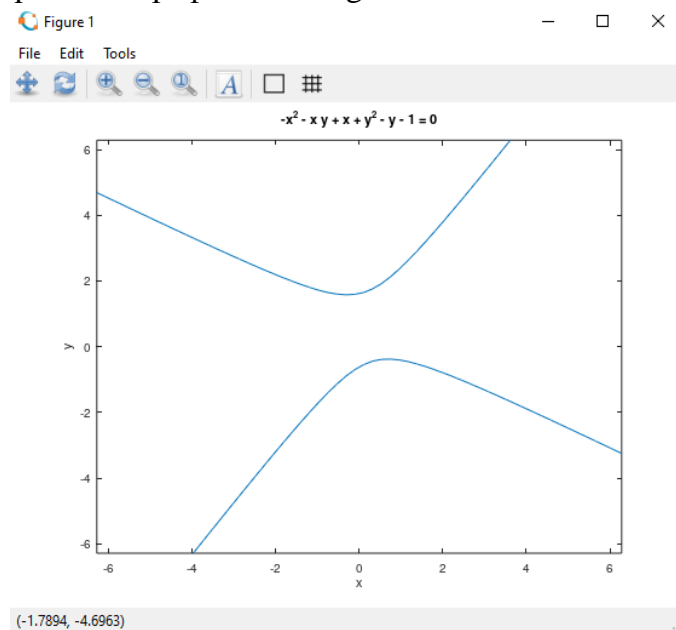 Figure 1
File Edit Tools
A
-x² - x y + x + y² - y - 1 = 0
6
4
2
y
0
-2
-4
-6
-6 -4 -2 0 2 4 6
x
(-1.7894, -4.6963)